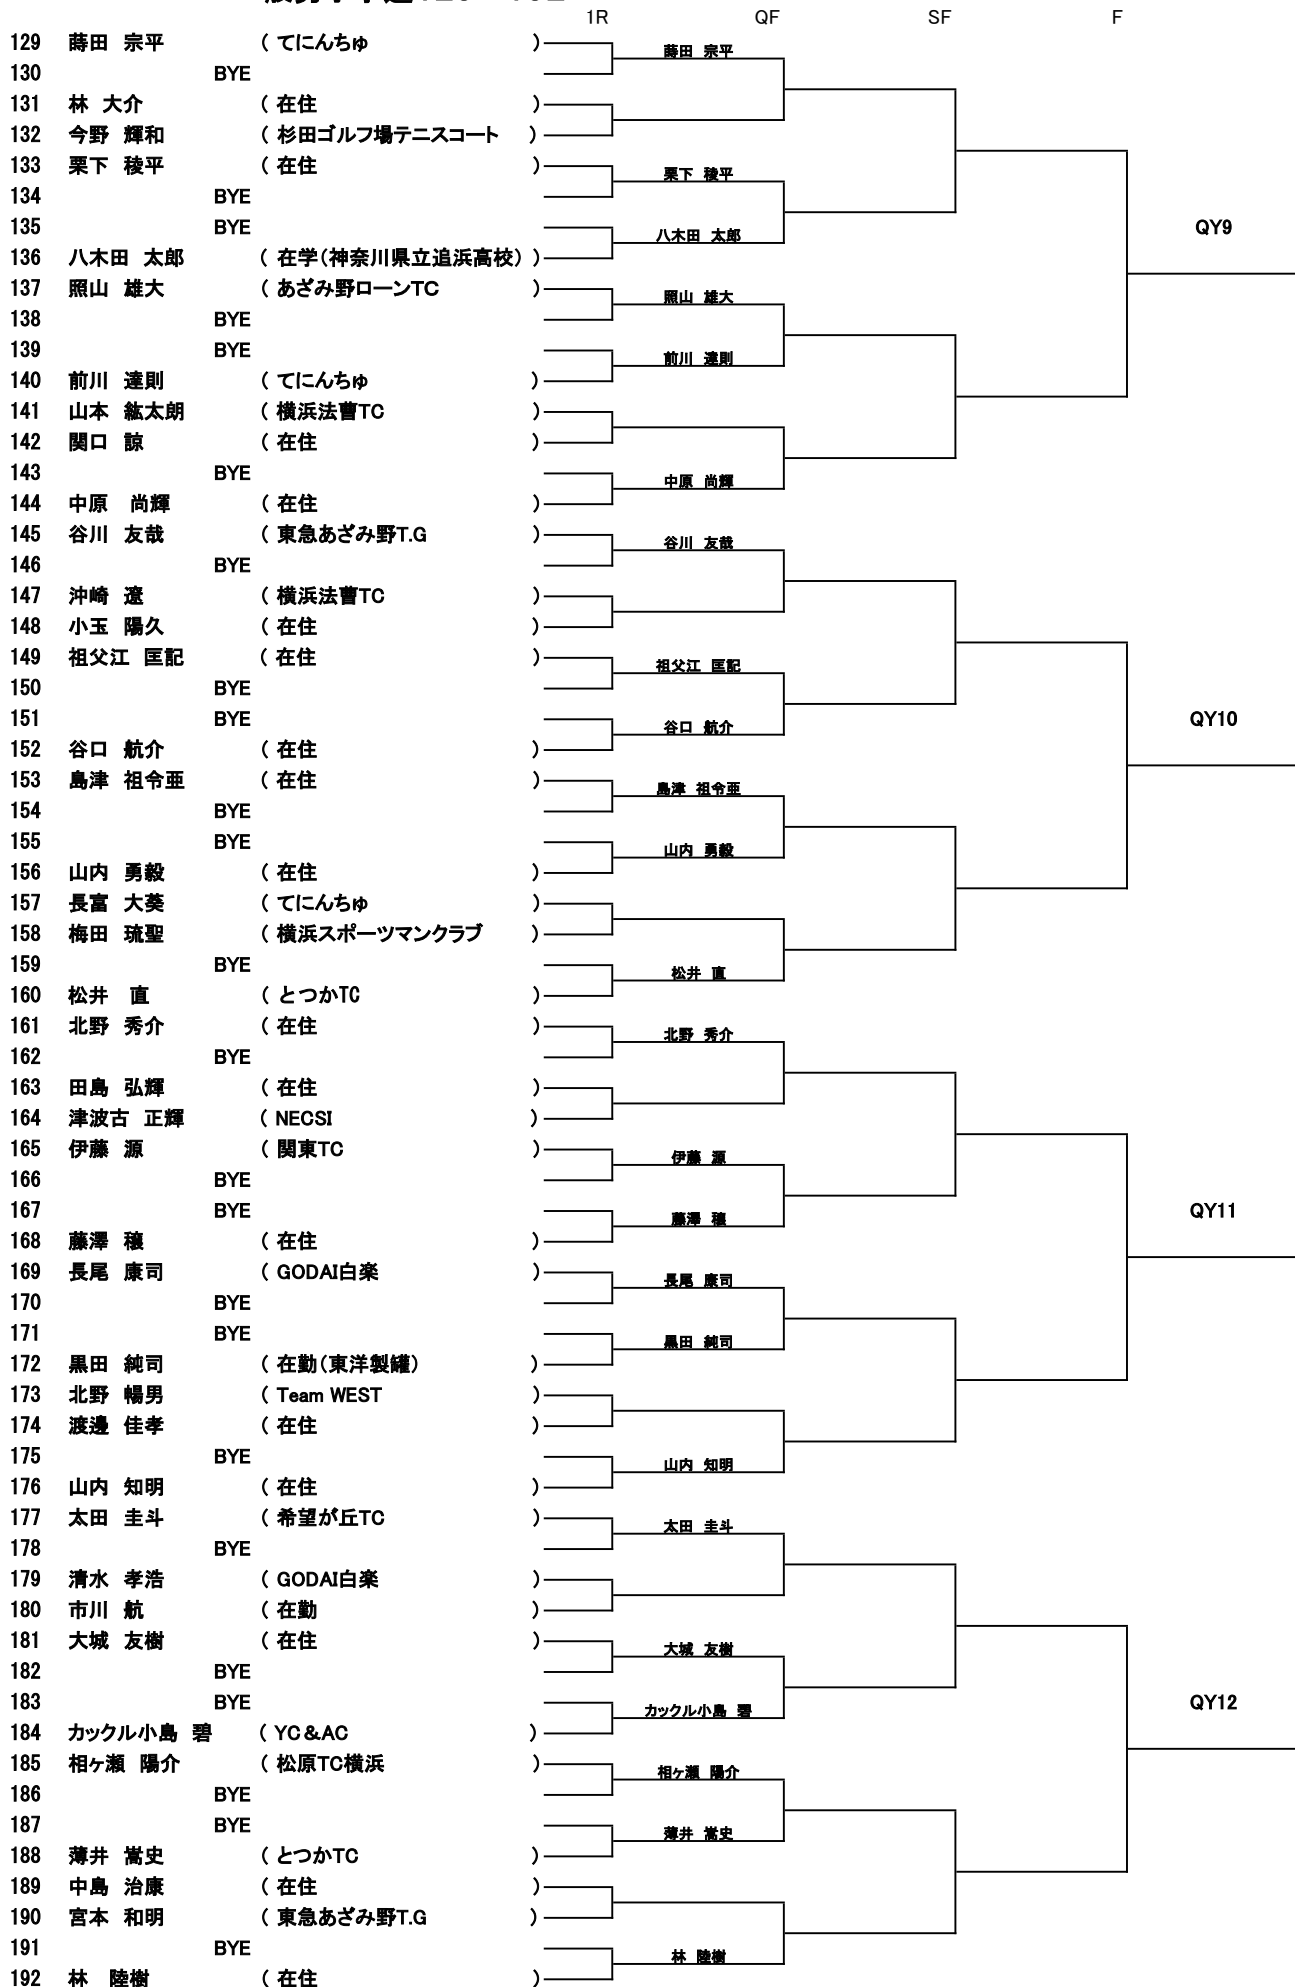 1R QF SF F
129 蒔田 宗平 ( てにんちゅ ) 蒔田 宗平
130 BYE
131 林 大介 ( 在住 )
132 今野 輝和 ( 杉田ゴルフ場テニスコート )
133 栗下 稜平 ( 在住 ) 栗下 稜平
134 BYE
135 BYE 八木田 太郎 QY9
136 八木田 太郎 ( 在学(神奈川県立追浜高校) )
137 照山 雄大 ( あざみ野ローンTC ) 照山 雄大
138 BYE
139 BYE 前川 達則
140 前川 達則 ( てにんちゅ )
141 山本 紘太朗 ( 横浜法曹TC )
142 関口 諒 ( 在住 )
143 BYE 中原 尚輝
144 中原 尚輝 ( 在住 )
145 谷川 友哉 ( 東急あざみ野T.G 谷川 友哉
146 BYE
147 沖崎 遼 ( 横浜法曹TC )
148 小玉 陽久 ( 在住 )
149 祖父江 匡記 ( 在住 ) 祖父江 匡記
150 BYE
151 BYE 谷口 航介 QY10
152 谷口 航介 ( 在住 )
153 島津 祖令亜 ( 在住 ) 島津 祖令亜
154 BYE
155 BYE 山内 勇毅
156 山内 勇毅 ( 在住 )
157 長富 大葵 ( てにんちゅ )
158 梅田 琉聖 ( 横浜スポーツマンクラブ )
159 BYE 松井 直
160 松井 直 ( とつかTC )
161 北野 秀介 ( 在住 ) 北野 秀介
162 BYE
163 田島 弘輝 ( 在住 )
164 津波古 正輝 ( NECSI )
165 伊藤 源 ( 関東TC ) 伊藤 源
166 BYE
167 BYE 藤澤 穣 QY11
168 藤澤 穣 ( 在住 )
169 長尾 康司 ( GODAI白楽 ) 長尾 康司
170 BYE
171 BYE 黒田 純司
172 黒田 純司 ( 在勤(東洋製罐) )
173 北野 暢男 ( Team WEST )
174 渡邊 佳孝 ( 在住 )
175 BYE 山内 知明
176 山内 知明 ( 在住 )
177 太田 圭斗 ( 希望が丘TC ) 太田 圭斗
178 BYE
179 清水 孝浩 ( GODAI白楽 )
180 市川 航 ( 在勤 )
181 大城 友樹 ( 在住 ) 大城 友樹
182 BYE
183 BYE カックル小島 碧 QY12
184 カックル小島 碧 ( YC&AC )
185 相ヶ瀬 陽介 ( 松原TC横浜 ) 相ヶ瀬 陽介
186 BYE
187 BYE 薄井 嵩史
188 薄井 嵩史 ( とつかTC )
189 中島 治康 ( 在住 )
190 宮本 和明 ( 東急あざみ野T.G )
191 BYE 林 陸樹
192 林 陸樹 ( 在住 )